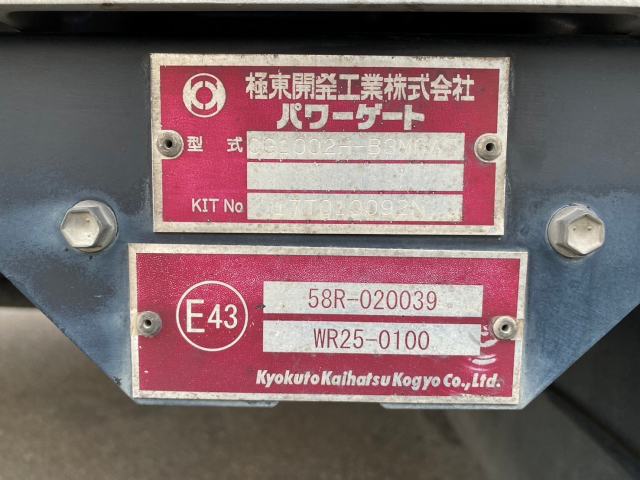 極東開発工業株式会社
パワーゲート
型式
KIT No
E43
58R-020039
WR25-0100
Kyokuto Kaihatsu Kogyo Co., Ltd.